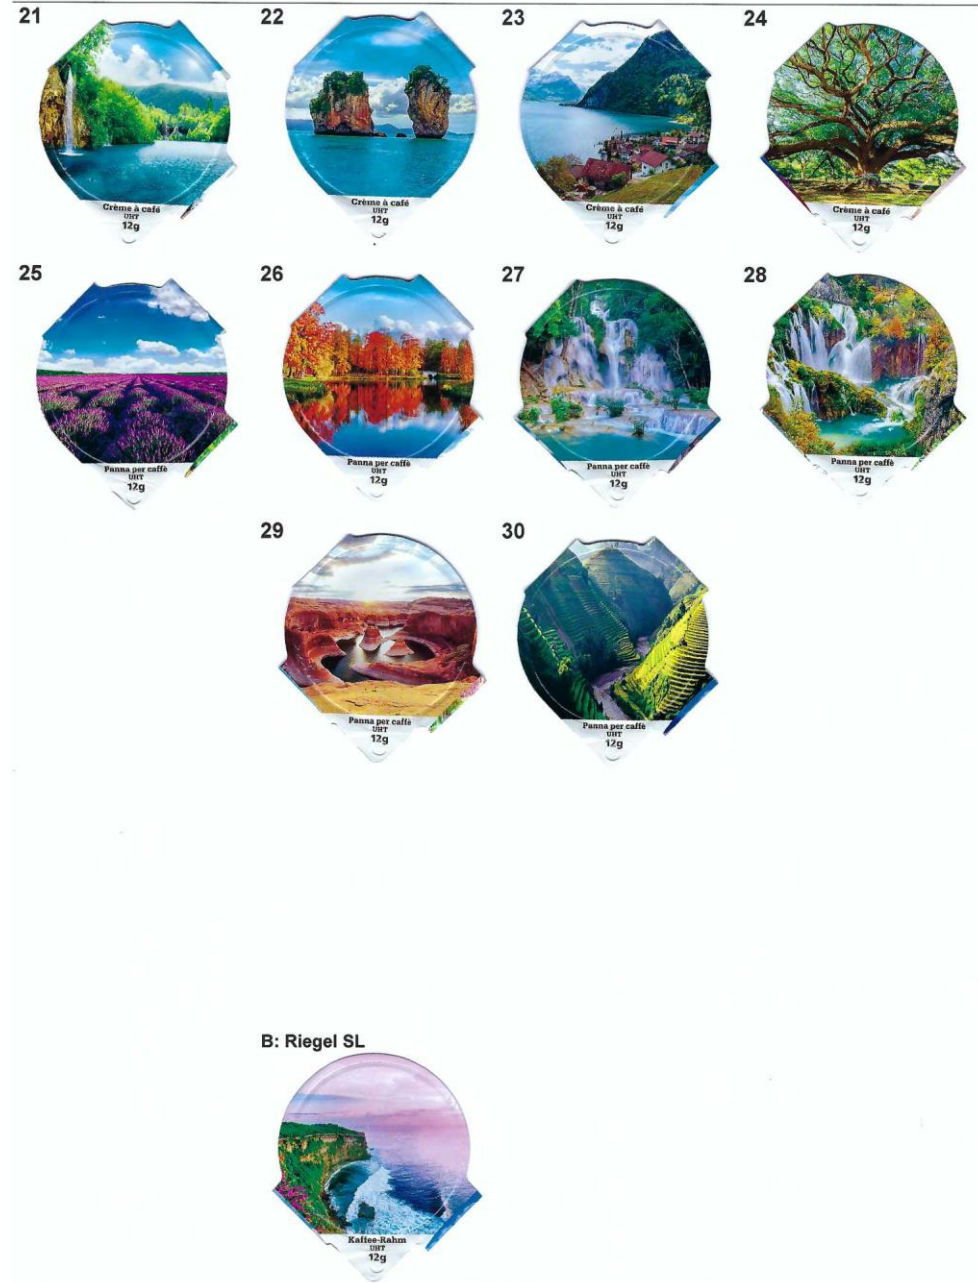 21
22
23
24
Crème à café
UHT
12g
Crème à café
UHT
12g
Crème à café
UHT
12g
Crème à café
UHT
12g
25
26
27
28
Panna per caffè
UHT
12g
Panna per caffè
UHT
12g
Panna per caffè
UHT
12g
Panna per caffè
UHT
12g
29
30
Panna per caffè
UHT
12g
Panna per caffè
UHT
12g
B: Riegel SL
Kaffee-Rahm
UHT
12g